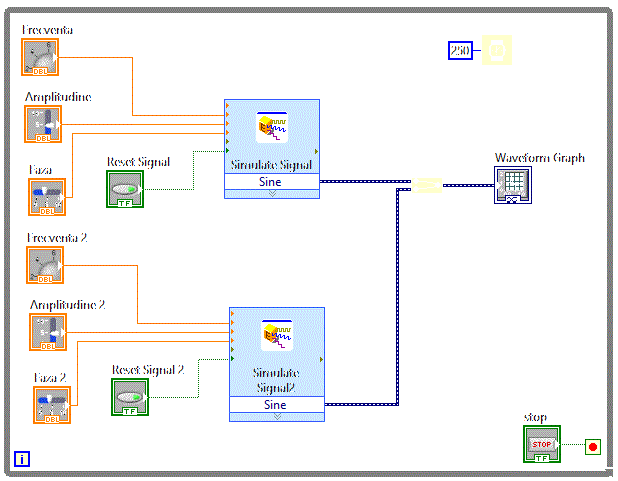 Frecventa
DBL
250
Amplitudine
DBL
Faza
DBL
Reset Signal
TF
Simulate Signal
Sine
Waveform Graph
Frecventa 2
DBL
Amplitudine 2
DBL
Faza 2
DBL
Reset Signal 2
TF
Simulate
Signal2
Sine
stop
STOP
TF
i